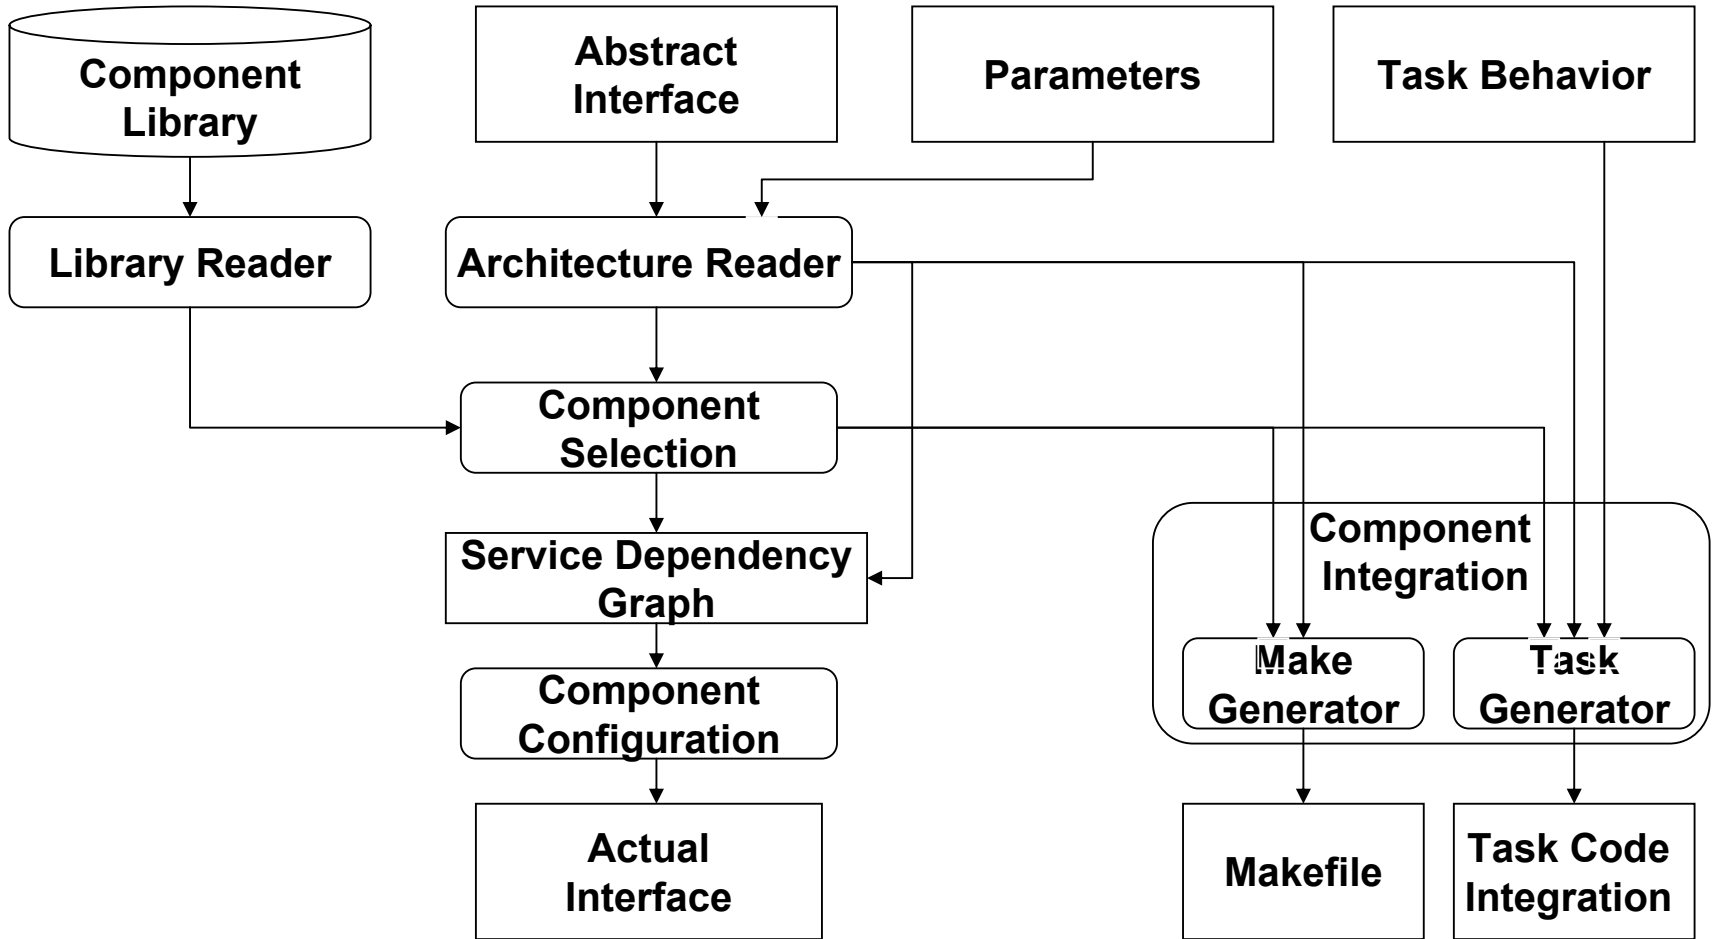 Component
Library
Abstract
Interface
Parameters
Task Behavior
Library Reader
Architecture Reader
Component
Selection
Service Dependency
Graph
Component
Integration
Make
Generator
Task
Generator
Component
Configuration
Actual
Interface
Makefile
Task Code
Integration